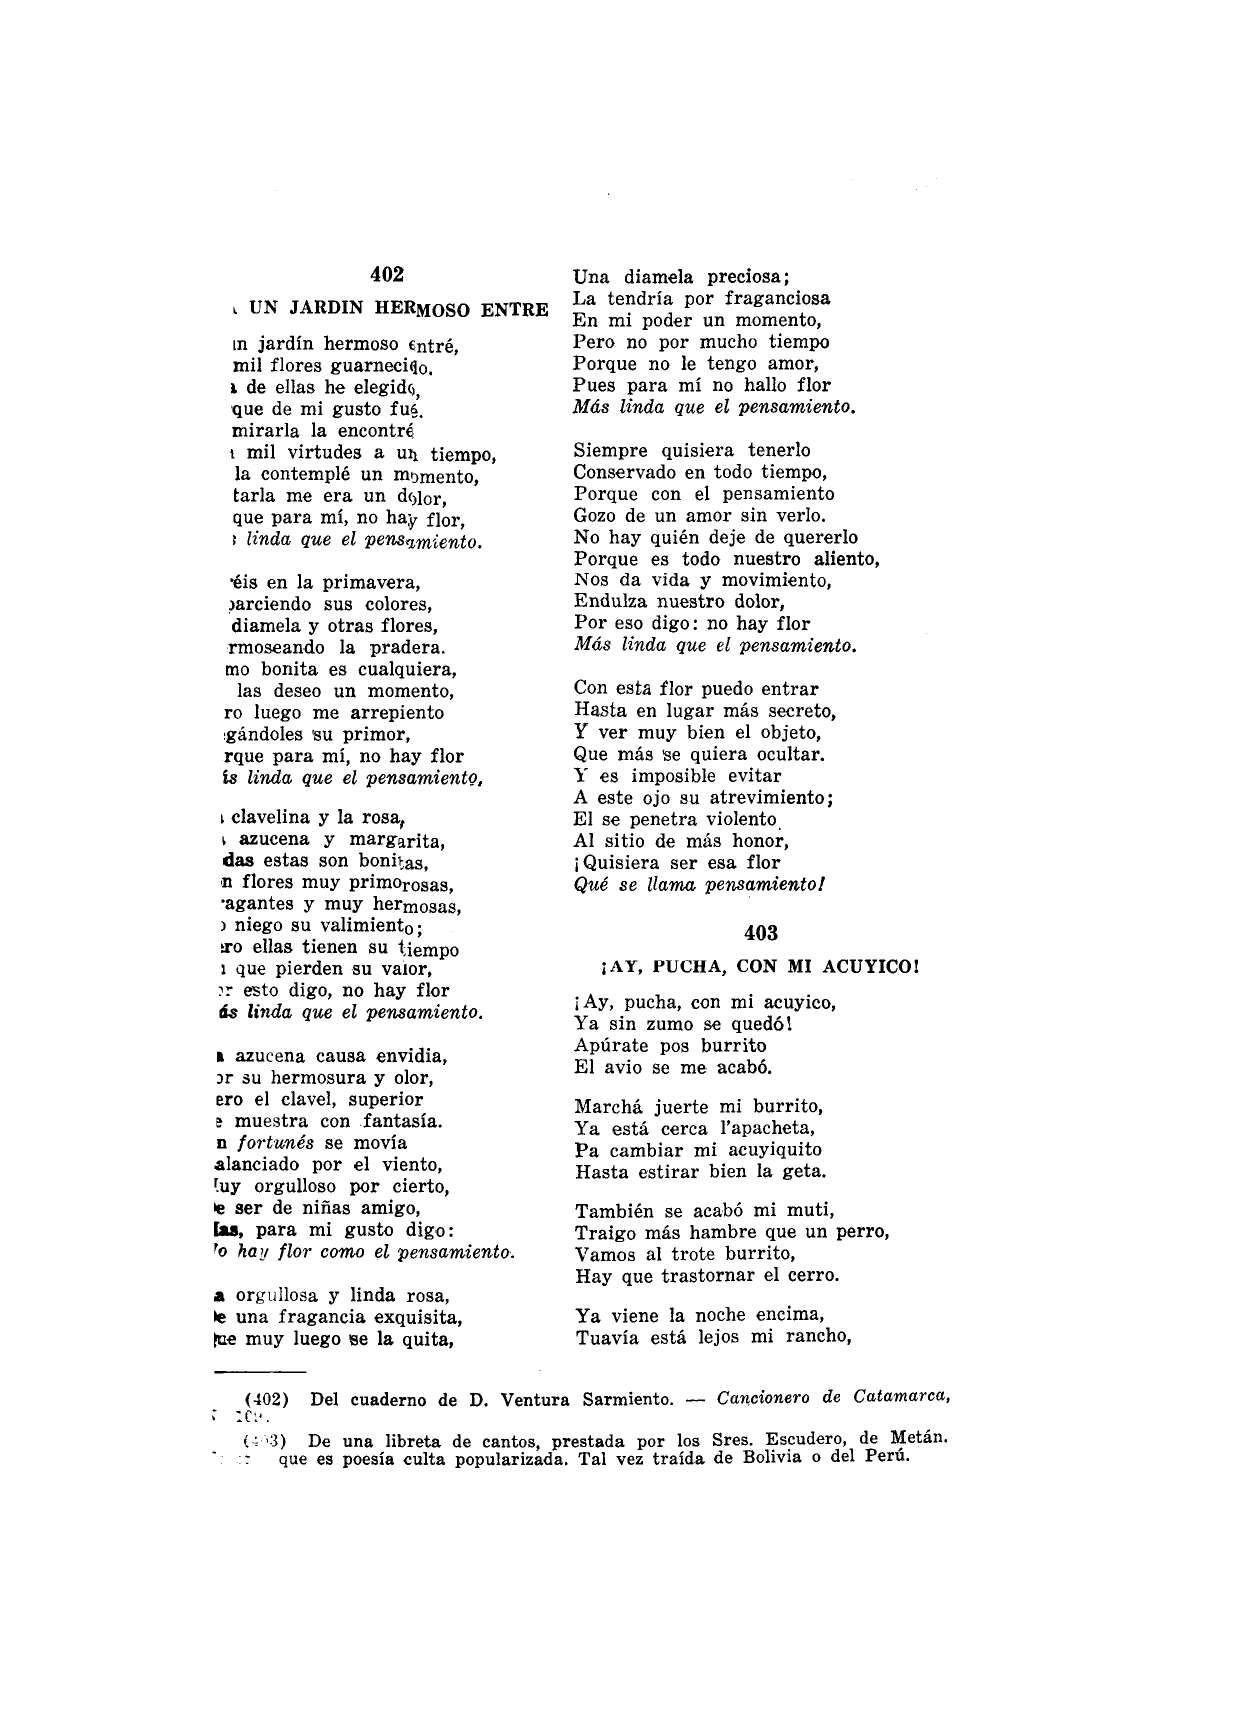 402
UN JARDIN HERMOSO ENTRE
jardín hermoso entré,
mil flores guarnecido.
de ellas he elegido,
que de mi gusto fué.
mirarla la encontré
mil virtudes a un tiempo,
la contemplé un momento,
tarla me era un dolor,
que para mí, no hay flor,
linda que el pensamiento.
éis en la primavera,
parciendo sus colores,
diamela y otras flores,
rmoseando la pradera.
mo bonita es cualquiera,
las deseo un momento,
ro luego me arrepiento
gándoles su primor,
rque para mí, no hay flor
ás linda que el pensamiento,
clavelina y la rosa,
azucena y margarita,
das estas son bonitas,
n flores muy primorosas,
agantes y muy hermosas,
niego su valimiento;
ro ellas tienen su tiempo
que pierden su valor,
or esto digo, no hay flor
ás linda que el pensamiento.
a azucena causa envidia,
or su hermosura y olor,
ero el clavel, superior
e muestra con fantasía.
n fortunés se movía
alanciado por el viento,
uy orgulloso por cierto,
e ser de niñas amigo,
las, para mi gusto digo:
o hay flor como el pensamiento.
a orgullosa y linda rosa,
e una fragancia exquisita,
ue muy luego se la quita,
Una diamela preciosa;
La tendría por fraganciosa
En mi poder un momento,
Pero no por mucho tiempo
Porque no le tengo amor,
Pues para mí no hallo flor
Más linda que el pensamiento.
Siempre quisiera tenerlo
Conservado en todo tiempo,
Porque con el pensamiento
Gozo de un amor sin verlo.
No hay quién deje de quererlo
Porque es todo nuestro aliento,
Nos da vida y movimiento,
Endulza nuestro dolor,
Por eso digo: no hay flor
Más linda que el pensamiento.
Con esta flor puedo entrar
Hasta en lugar más secreto,
Y ver muy bien el objeto,
Que más se quiera ocultar.
Y es imposible evitar
A este ojo su atrevimiento;
El se penetra violento
Al sitio de más honor,
¡Quisiera ser esa flor
Qué se llama pensamiento!
403
¡AY, PUCHA, CON MI ACUYICO!
¡Ay, pucha, con mi acuyico,
Ya sin zumo se quedó!
Apúrate pos burrito
El avio se me acabó.
Marchá juerte mi burrito,
Ya está cerca l'apacheta,
Pa cambiar mi acuyiquito
Hasta estirar bien la geta.
También se acabó mi muti,
Traigo más hambre que un perro,
Vamos al trote burrito,
Hay que trastornar el cerro.
Ya viene la noche encima,
Tuavía está lejos mi rancho,
(402) Del cuaderno de D. Ventura Sarmiento. — Cancionero de Catamarca,
(403) De una libreta de cantos, prestada por los Sres. Escudero, de Metán.
que es poesía culta popularizada. Tal vez traída de Bolivia o del Perú.